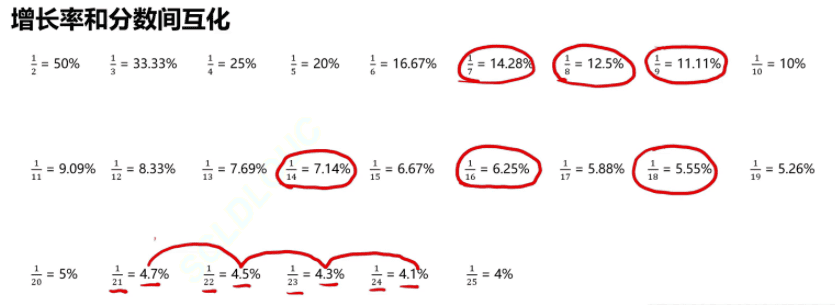 增长率和分数间互化
1/2 = 50% 1/3 = 33.33% 1/4 = 25% 1/5 = 20% 1/6 = 16.67% 1/7 = 14.28% 1/8 = 12.5% 1/9 = 11.11% 1/10 = 10%
1/11 = 9.09% 1/12 = 8.33% 1/13 = 7.69% 1/14 = 7.14% 1/15 = 6.67% 1/16 = 6.25% 1/17 = 5.88% 1/18 = 5.55% 1/19 = 5.26%
1/20 = 5% 1/21 = 4.7% 1/22 = 4.5% 1/23 = 4.3% 1/24 = 4.1% 1/25 = 4%